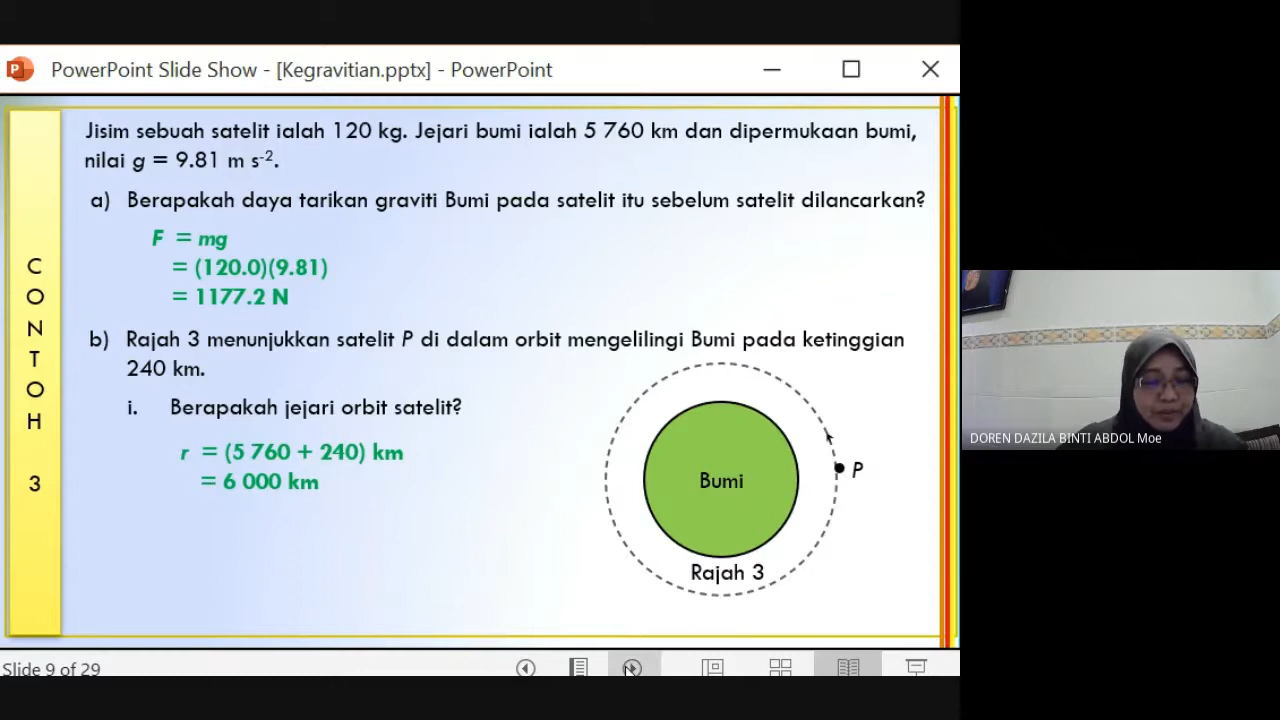 PowerPoint Slide Show - [Kegravitian.pptx] - PowerPoint
Jisim sebuah satelit ialah 120 kg. Jejari bumi ialah 5 760 km dan dipermukaan bumi,
nilai g = 9.81 m s⁻².
a) Berapakah daya tarikan graviti Bumi pada satelit itu sebelum satelit dilancarkan?
F = mg
= (120.0)(9.81)
= 1177.2 N
b) Rajah 3 menunjukkan satelit P di dalam orbit mengelilingi Bumi pada ketinggian
240 km.
i. Berapakah jejari orbit satelit?
r = (5 760 + 240) km
= 6 000 km
Bumi
P
Rajah 3
C
O
N
T
O
H
3
DOREN DAZILA BINTI ABDOL Moe
Slide 9 of 29